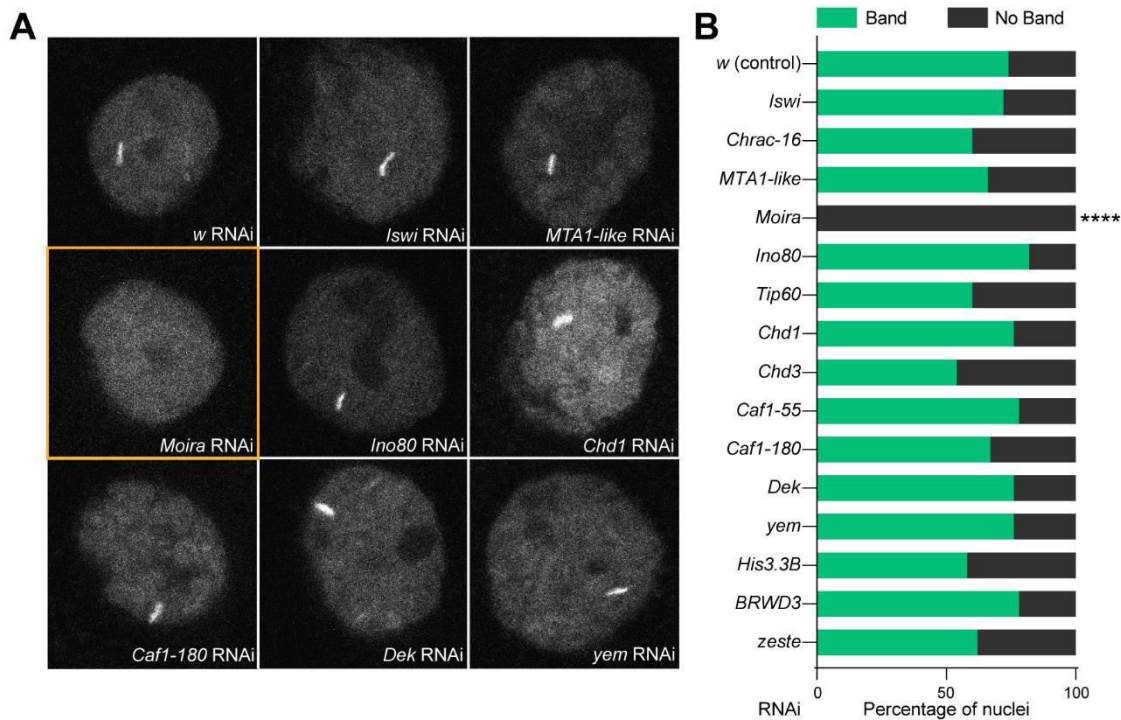 A
w RNAi
Iswi RNAi
MTA1-like RNAi
Moira RNAi
Ino80 RNAi
Chd1 RNAi
Caf1-180 RNAi
Dek RNAi
yem RNAi
B
Band
No Band
w (control)
Iswi
Chrac-16
MTA1-like
Moira
****
Ino80
Tip60
Chd1
Chd3
Caf1-55
Caf1-180
Dek
yem
His3.3B
BRWD3
zeste
0
50
100
RNAi
Percentage of nuclei